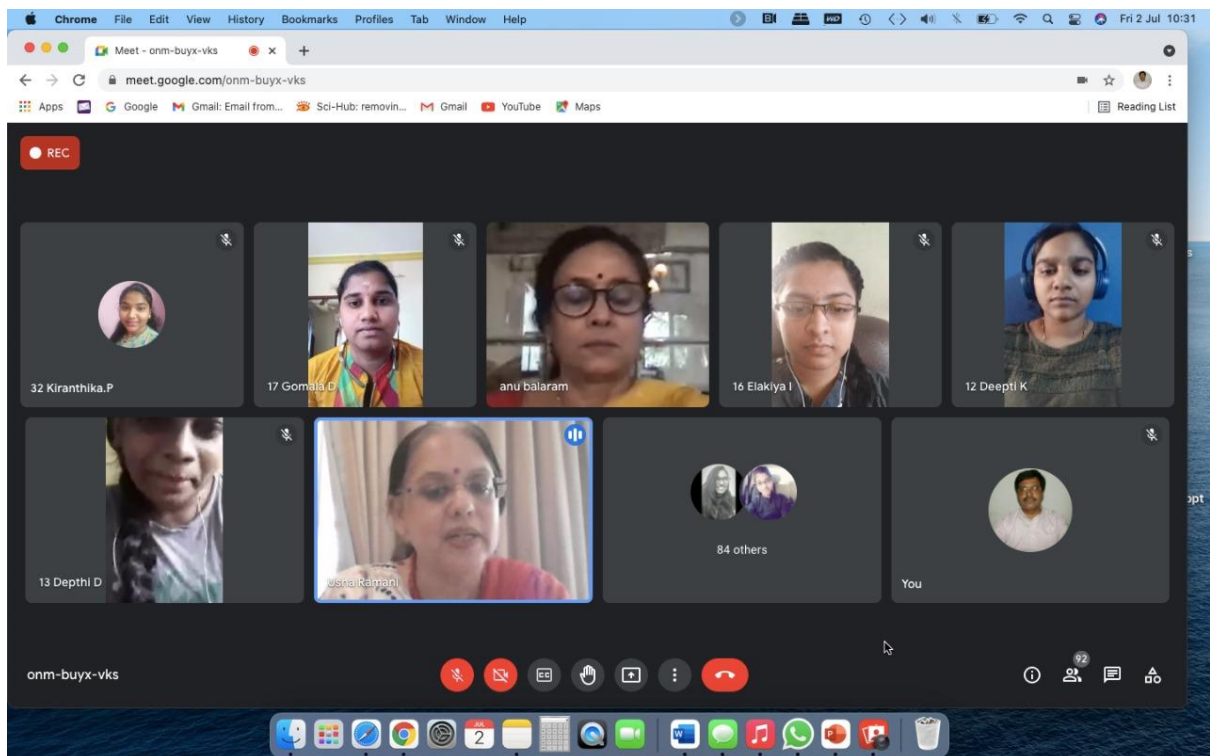 Chrome File Edit View History Bookmarks Profiles Tab Window Help Fri 2 Jul 10:31
Meet - onm-buyx-vks
meet.google.com/onm-buyx-vks
Apps Google Gmail: Email from... Sci-Hub: removin... Gmail YouTube Maps Reading List
REC
32 Kiranthika.P
17 Gomala D
anu balaram
16 Elakiya I
12 Deepti K
13 Depthi D
Usha Ramani
84 others
You
onm-buyx-vks
92
JUL
2